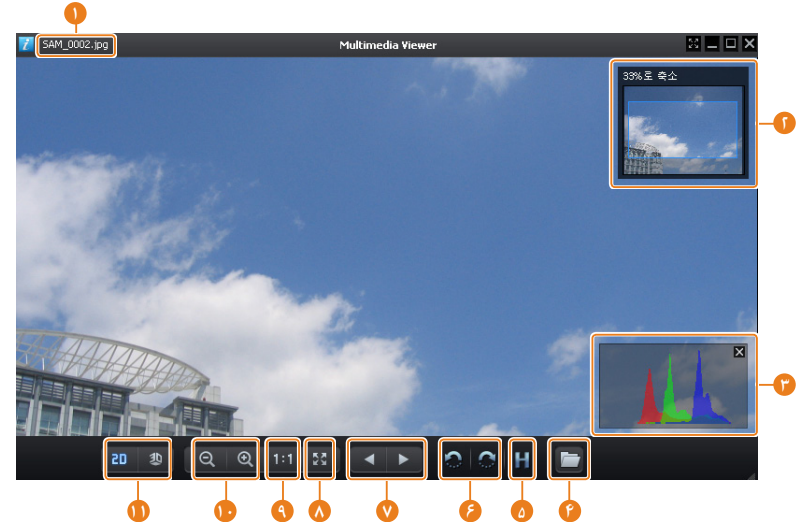 ۱
SAM_0002.jpg
Multimedia Viewer
33%로 축소
۲
۳
2D 3D 1:1 H
۱۱ ۱۰ ۹ ۸ ۷ ۶ ۵ ۴